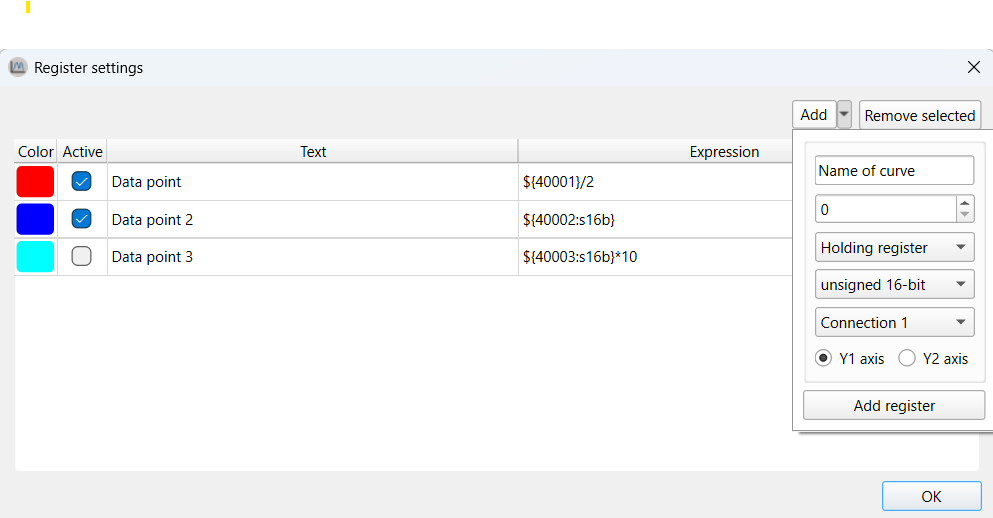 Register settings
Add Remove selected
Color Active Text Expression
Data point ${40001}/2
Data point 2 ${40002:s16b}
Data point 3 ${40003:s16b}*10
Name of curve
0
Holding register
unsigned 16-bit
Connection 1
Y1 axis Y2 axis
Add register
OK